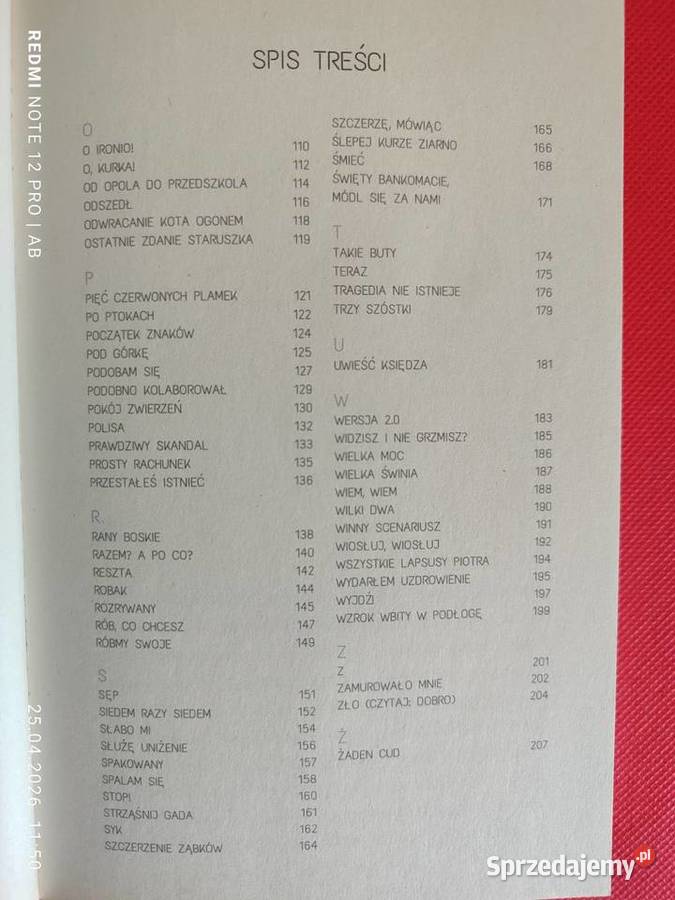 SPIS TREŚCI
O
O IRONIO! 110
O, KURKA! 112
OD OPOLA DO PRZEDSZKOLA 114
ODSZEDŁ 116
ODWRACANIE KOTA OGONEM 118
OSTATNIE ZDANIE STARUSZKA 119
P
PIĘĆ CZERWONYCH PLAMEK 121
PO PTOKACH 122
POCZĄTEK ZNAKÓW 124
POD GÓRKĘ 125
PODOBAM SIĘ 127
PODOBNO KOLABOROWAŁ 129
POKÓJ ZWIERZEŃ 130
POLISA 132
PRAWDZIWY SKANDAL 133
PROSTY RACHUNEK 135
PRZESTAŁEŚ ISTNIEĆ 136
R
RANY BOSKIE 138
RAZEM? A PO CO? 140
RESZTA 142
ROBAK 144
ROZRYWANY 145
RÓB, CO CHCESZ 147
RÓBMY SWOJE 149
S
SĘP 151
SIEDEM RAZY SIEDEM 152
SŁABO MI 154
SŁUŻĘ UNIŻENIE 156
SPAKOWANY 157
SPALAM SIĘ 158
STOP! 160
STRZĄŚNIJ GADA 161
SYK 162
SZCZERZENIE ZĄBKÓW 164
SZCZERZĘ, MÓWIĄC 165
ŚLEPEJ KURZE ZIARNO 166
ŚMIEĆ 168
ŚWIĘTY BANKOMACIE,
MÓDL SIĘ ZA NAMI 171
T
TAKIE BUTY 174
TERAZ 175
TRAGEDIA NIE ISTNIEJE 176
TRZY SZÓSTKI 179
U
UWIEŚĆ KSIĘDZA 181
W
WERSJA 2.0 183
WIDZISZ I NIE GRZMISZ? 185
WIELKA MOC 186
WIELKA ŚWINIA 187
WIEM, WIEM 188
WILKI DWA 190
WINNY SCENARIUSZ 191
WIOSŁUJ, WIOSŁUJ 192
WSZYSTKIE LAPSUSY PIOTRA 194
WYDARŁEM UZDROWIENIE 195
WYJDŹ! 197
WZROK WBITY W PODŁOGĘ 199
Z
Z 201
ZAMUROWAŁO MNIE 202
ZŁO (CZYTAJ: DOBRO) 204
Ż
ŻADEN CUD 207
REDMI NOTE 12 PRO | AB
25.04.2026 11:50
Sprzedajemy.pl